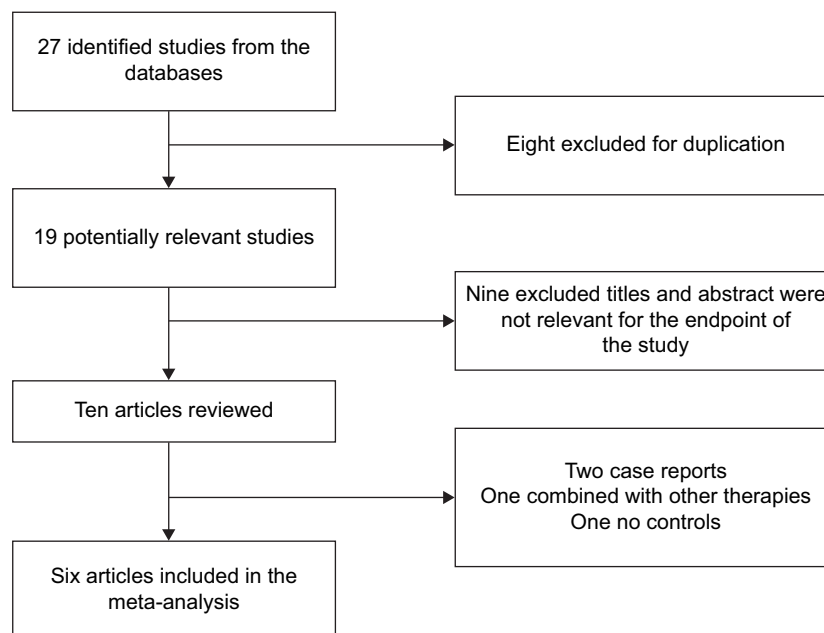 27 identified studies from the
databases
Eight excluded for duplication
19 potentially relevant studies
Nine excluded titles and abstract were
not relevant for the endpoint of
the study
Ten articles reviewed
Two case reports
One combined with other therapies
One no controls
Six articles included in the
meta-analysis